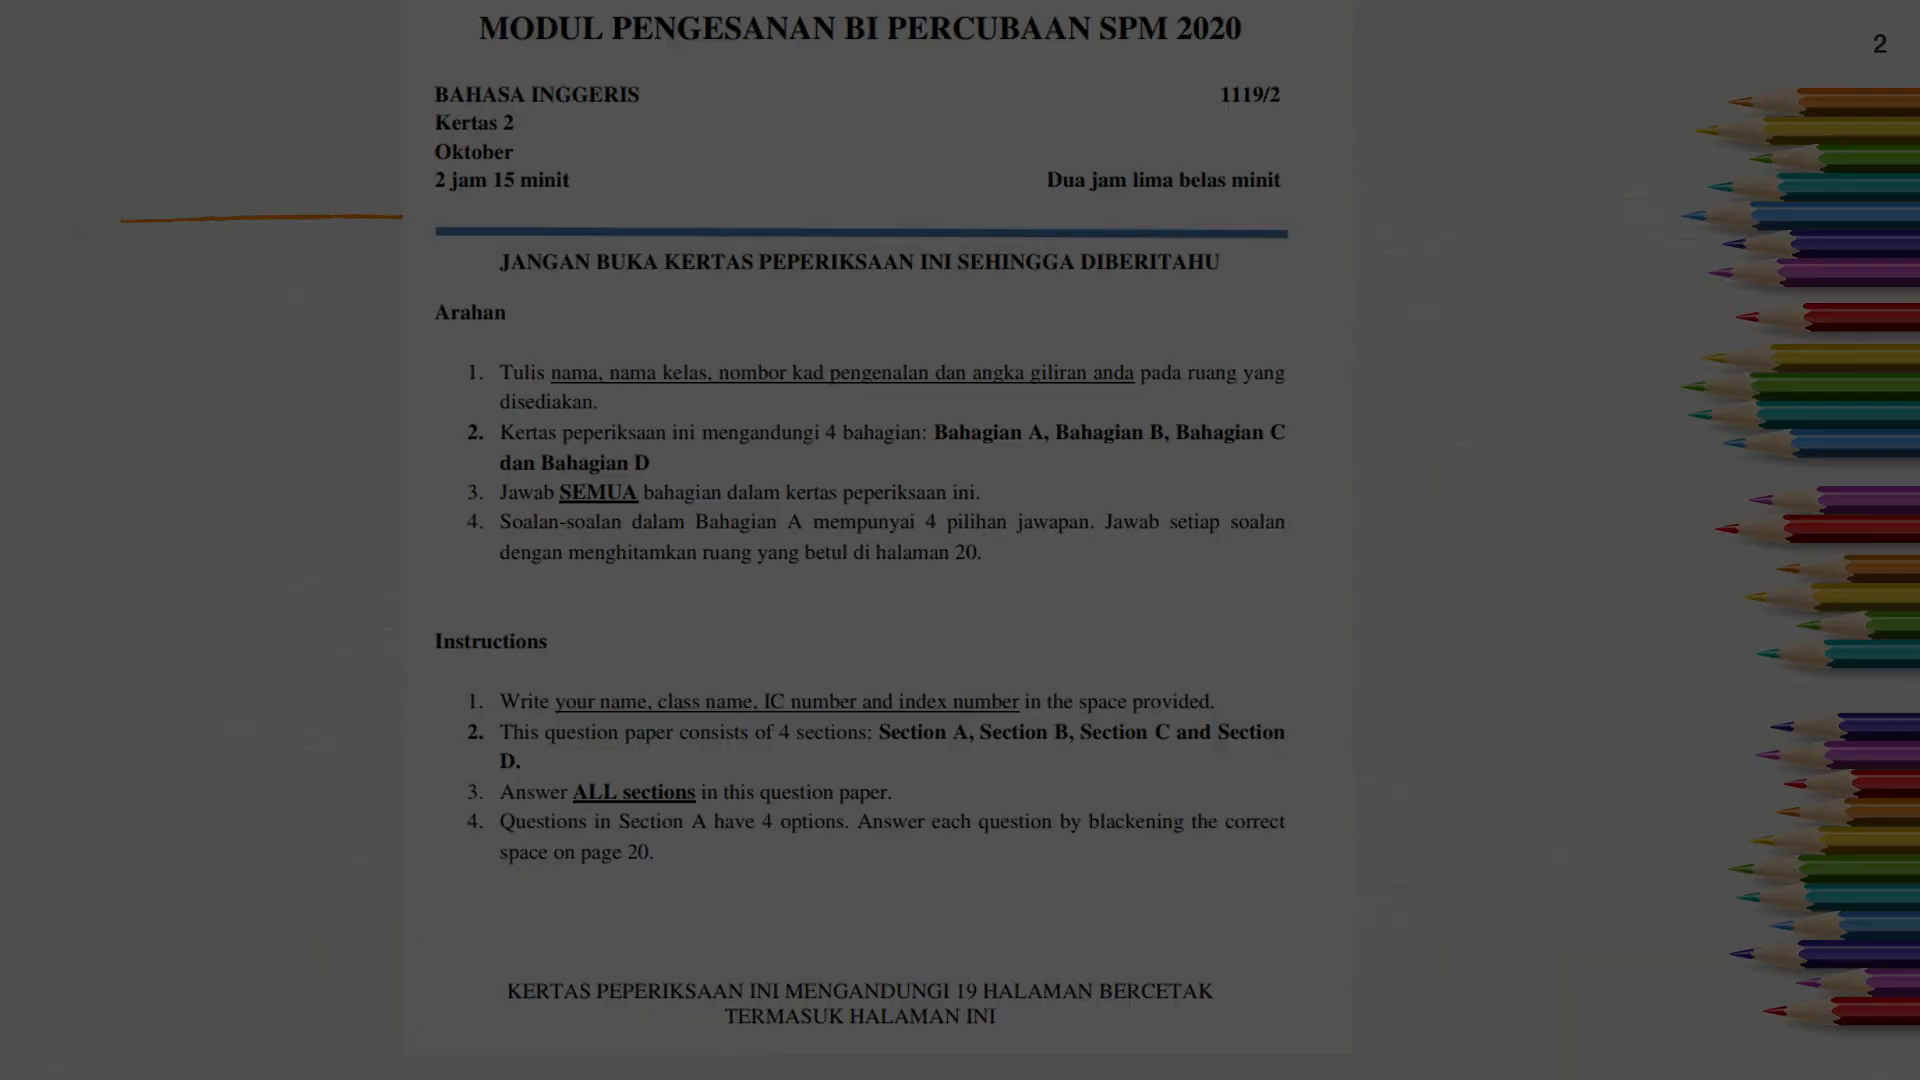 MODUL PENGESANAN BI PERCUBAAN SPM 2020
2
BAHASA INGGERIS 1119/2
Kertas 2
Oktober
2 jam 15 minit Dua jam lima belas minit
JANGAN BUKA KERTAS PEPERIKSAAN INI SEHINGGA DIBERITAHU
Arahan
1. Tulis nama, nama kelas, nombor kad pengenalan dan angka giliran anda pada ruang yang
disediakan.
2. Kertas peperiksaan ini mengandungi 4 bahagian: Bahagian A, Bahagian B, Bahagian C
dan Bahagian D
3. Jawab SEMUA bahagian dalam kertas peperiksaan ini.
4. Soalan-soalan dalam Bahagian A mempunyai 4 pilihan jawapan. Jawab setiap soalan
dengan menghitamkan ruang yang betul di halaman 20.
Instructions
1. Write your name, class name, IC number and index number in the space provided.
2. This question paper consists of 4 sections: Section A, Section B, Section C and Section
D.
3. Answer ALL sections in this question paper.
4. Questions in Section A have 4 options. Answer each question by blackening the correct
space on page 20.
KERTAS PEPERIKSAAN INI MENGANDUNGI 19 HALAMAN BERCETAK
TERMASUK HALAMAN INI